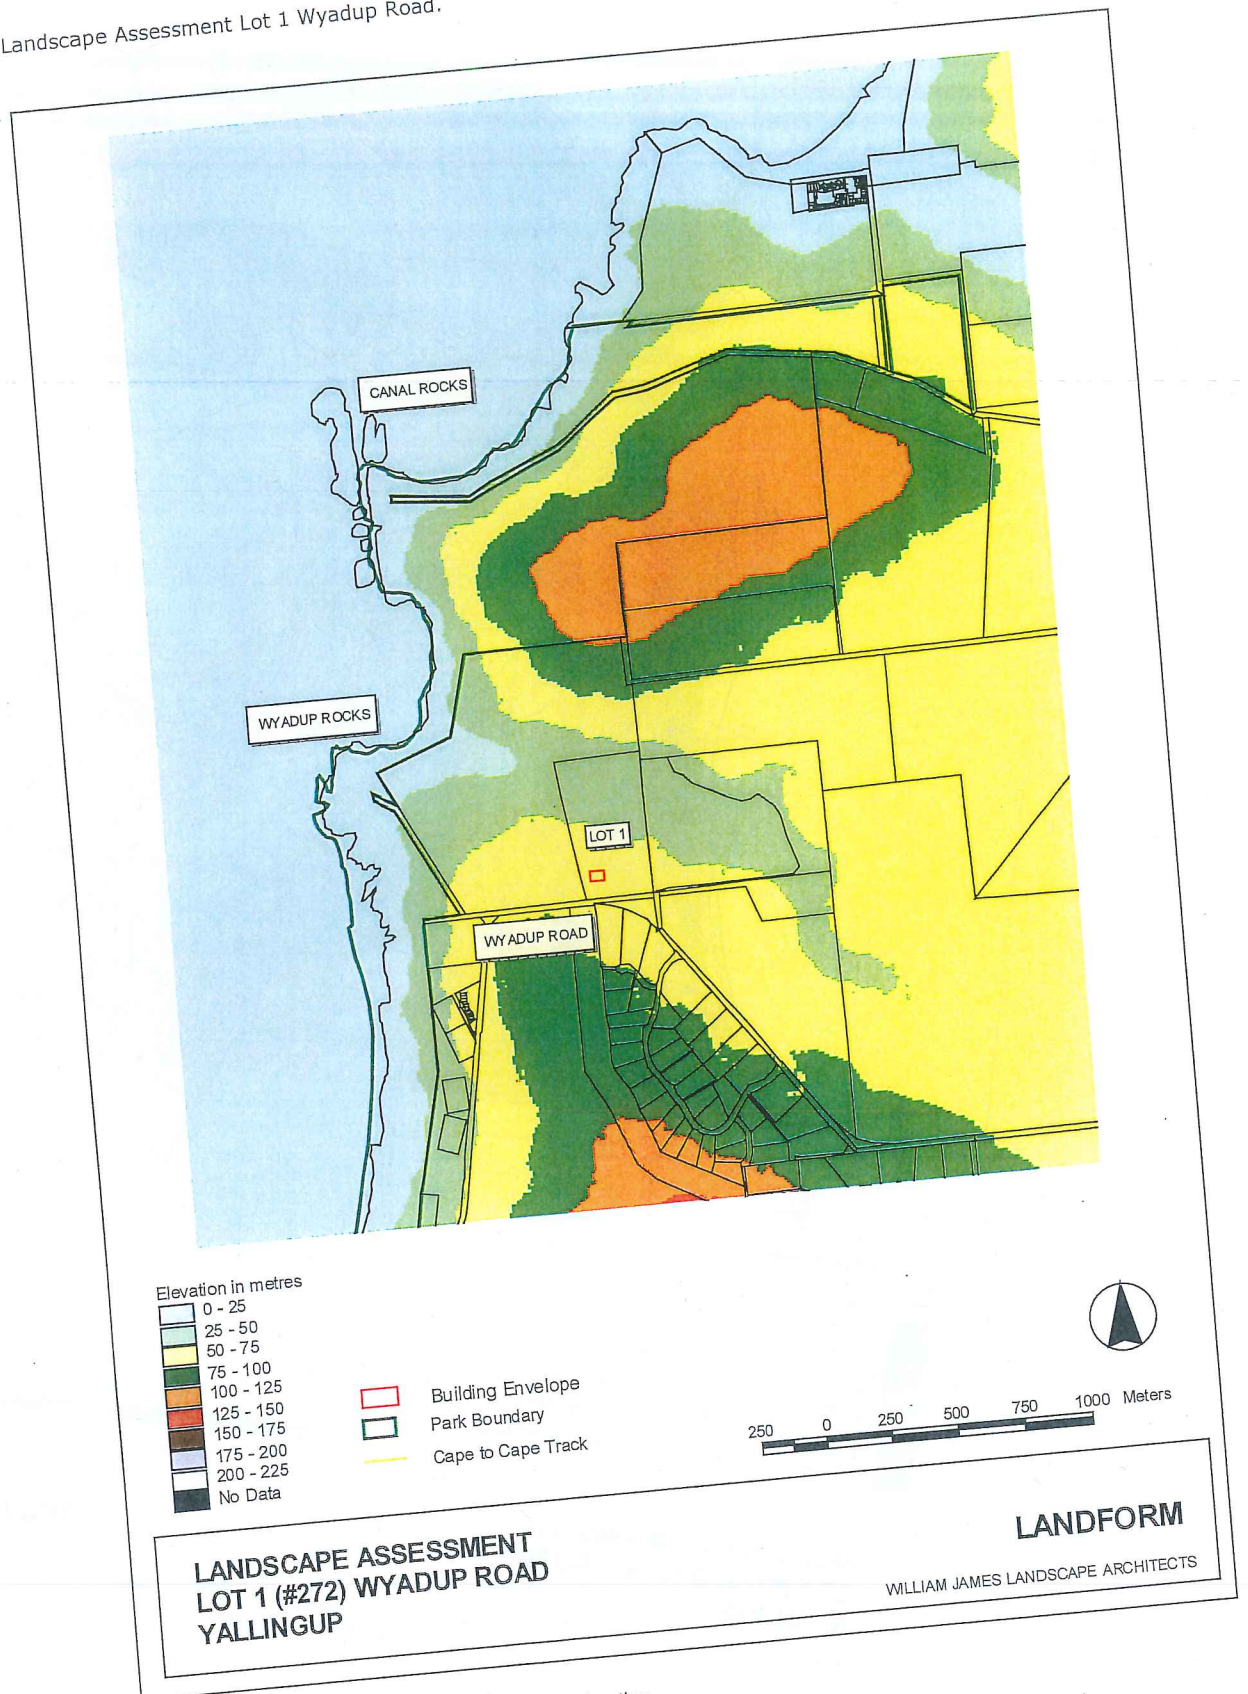 Landscape Assessment Lot 1 Wyadup Road.
CANAL ROCKS
WYADUP ROCKS
LOT 1
WYADUP ROAD
Elevation in metres
0 - 25
25 - 50
50 - 75
75 - 100
100 - 125
125 - 150
150 - 175
175 - 200
200 - 225
No Data
Building Envelope
Park Boundary
Cape to Cape Track
250 0 250 500 750 1000 Meters
LANDSCAPE ASSESSMENT
LOT 1 (#272) WYADUP ROAD
YALLINGUP
LANDFORM
WILLIAM JAMES LANDSCAPE ARCHITECTS